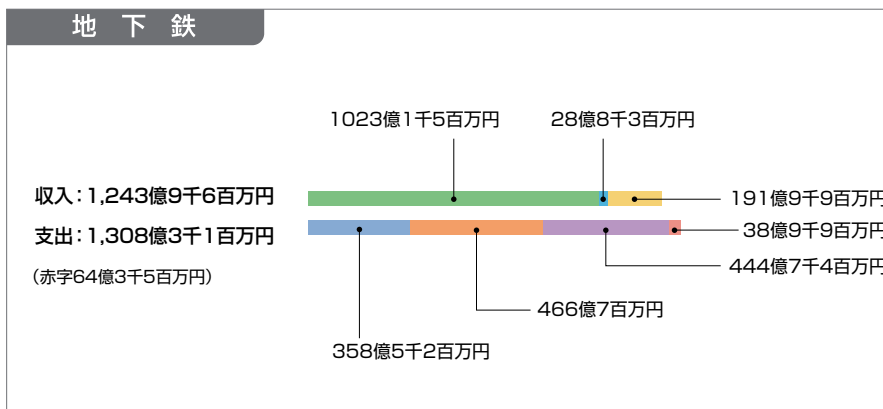 地下鉄
1023億1千5百万円
28億8千3百万円
収入：1,243億9千6百万円
191億9千9百万円
支出：1,308億3千1百万円
38億9千9百万円
（赤字64億3千5百万円）
444億7千4百万円
466億7百万円
358億5千2百万円